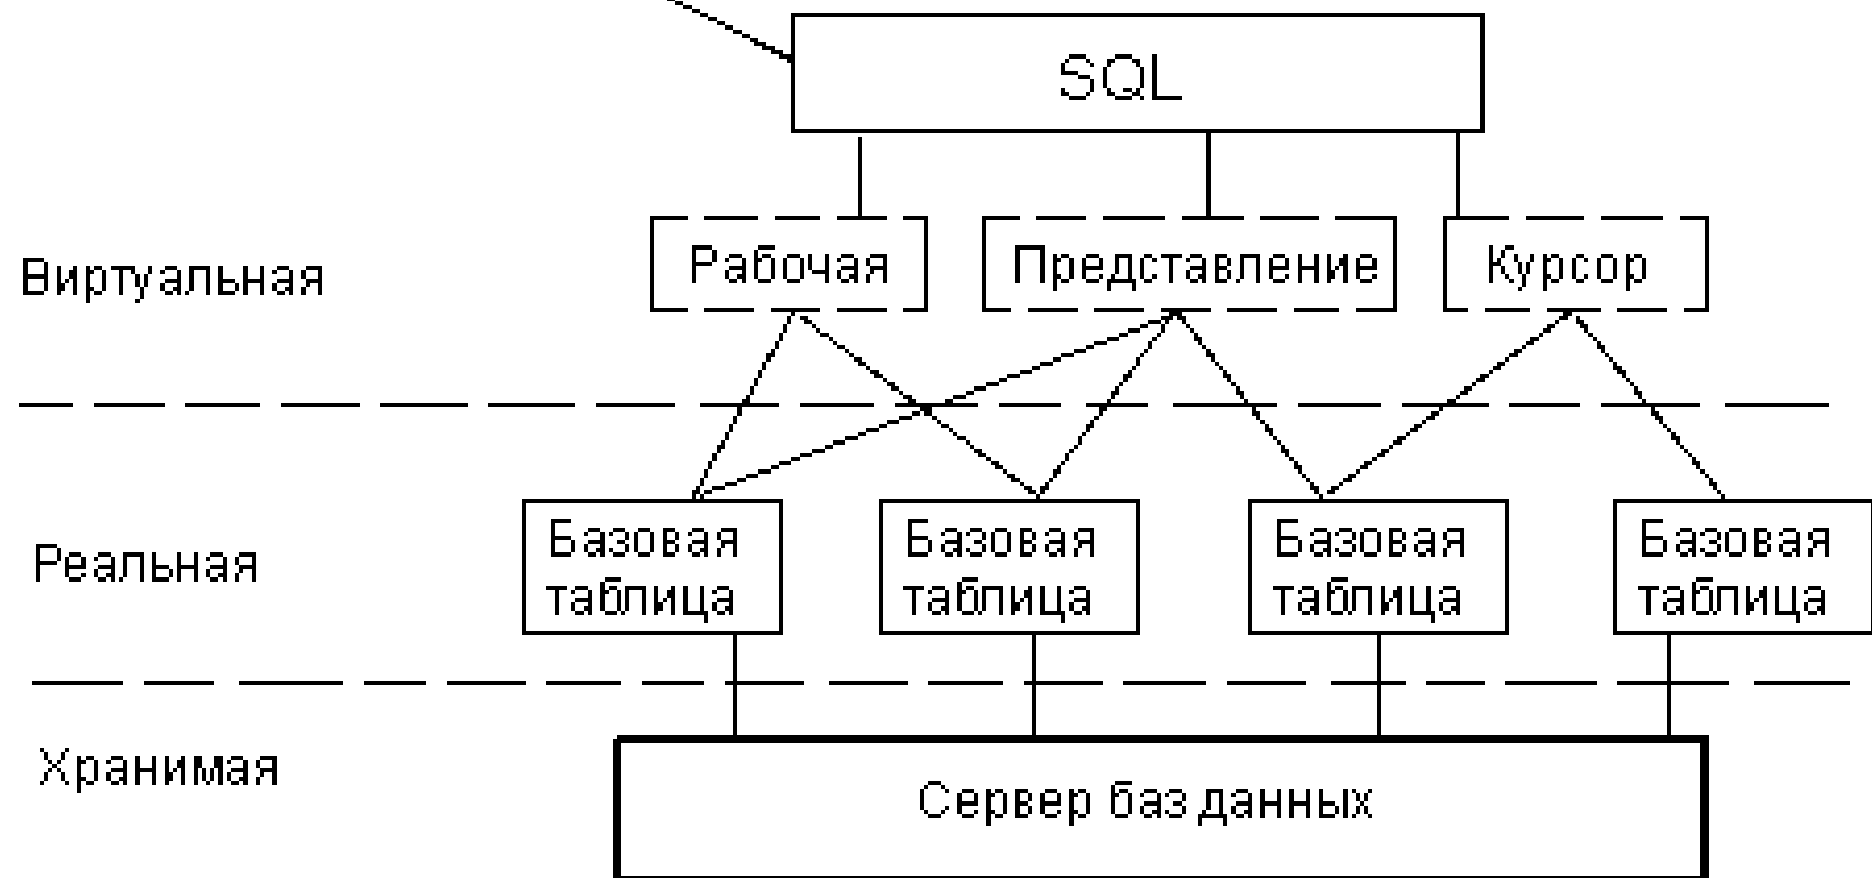 SQL
Виртуальная
Рабочая
Представление
Курсор
Реальная
Базовая
таблица
Базовая
таблица
Базовая
таблица
Базовая
таблица
Хранимая
Сервер баз данных